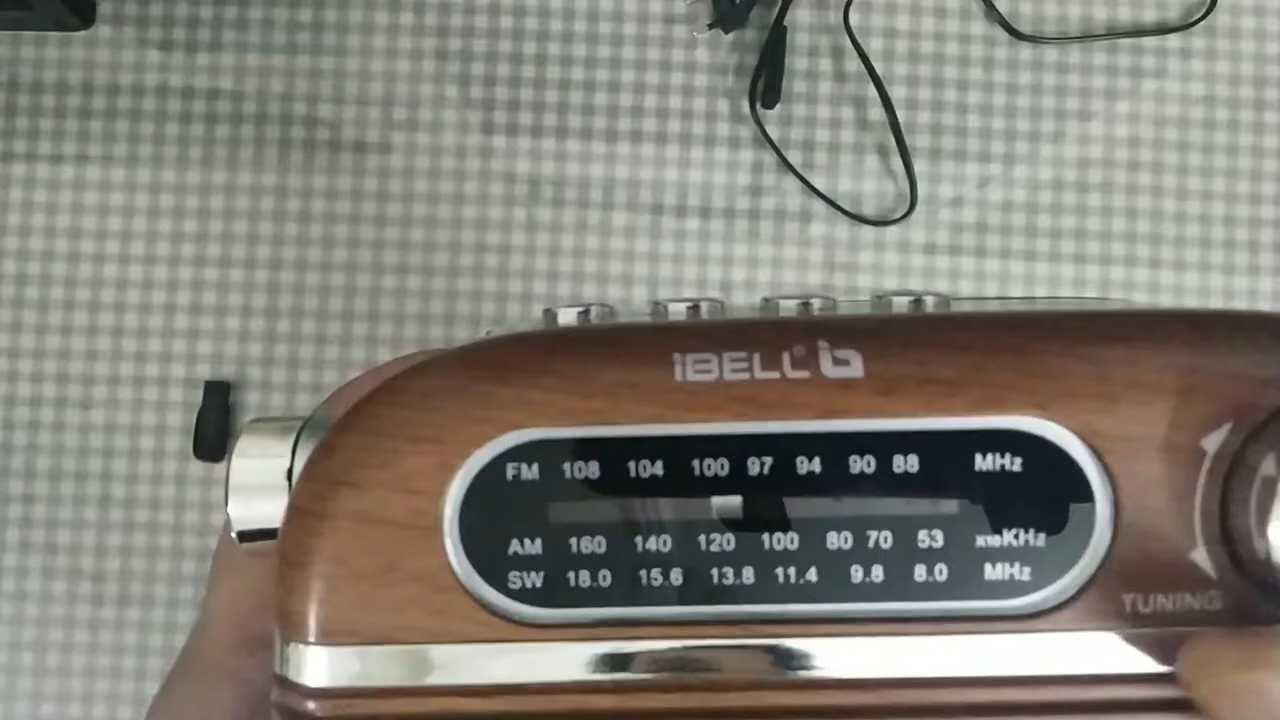 iBELL b
FM 108 104 100 97 94 90 88 MHz
AM 160 140 120 100 80 70 53 x10KHz
SW 18.0 15.6 13.8 11.4 9.8 8.0 MHz
TUNING